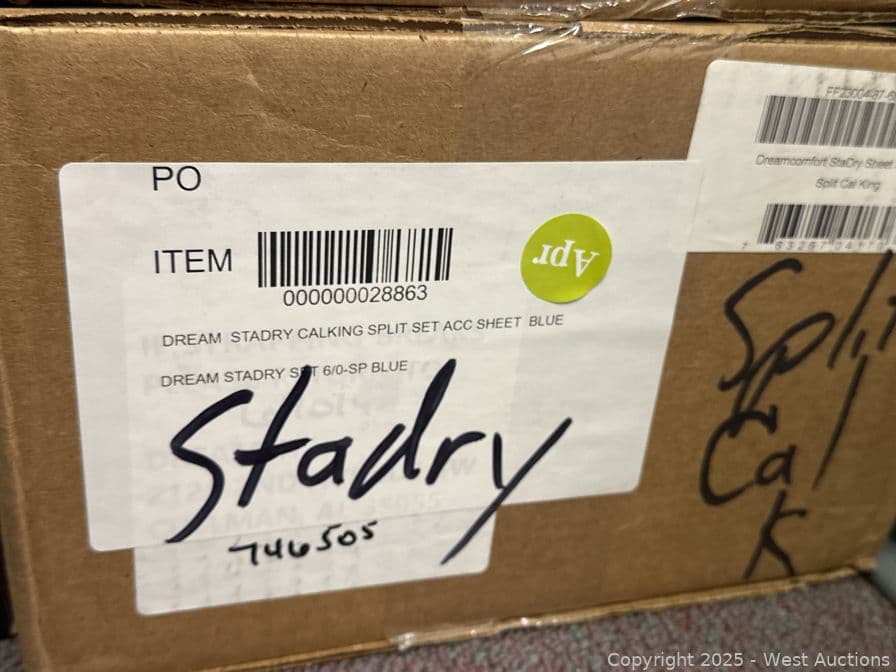 PO
ITEM
000000028863
Apr.
DREAM STADRY CALKING SPLIT SET ACC SHEET BLUE
DREAM STADRY SET 6/0-SP BLUE
Stadry
746505
Dreamcomfort StaDry Sheet
Split Cal King
Split
Cal
K
Copyright 2025 - West Auctions